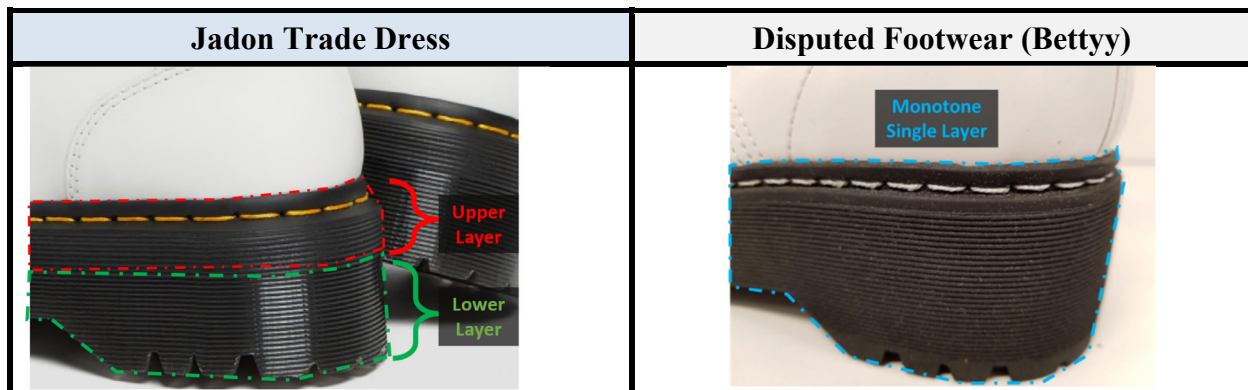 Jadon Trade Dress
Disputed Footwear (Bettyy)
Upper
Layer
Lower
Layer
Monotone
Single Layer